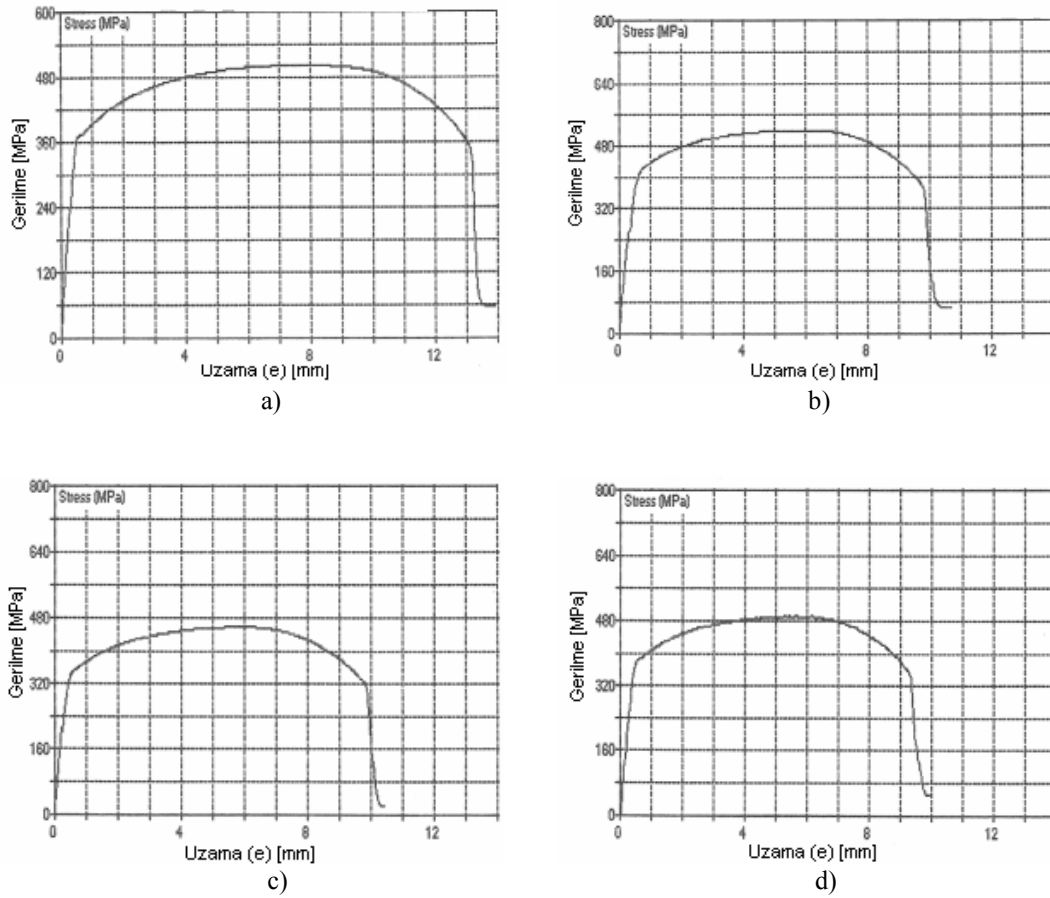 600
Stress (MPa)
480
360
240
120
0
Gerilme [MPa]
0 4 8 12
Uzama (e) [mm]
a)
800
Stress (MPa)
640
480
320
160
0
Gerilme [MPa]
0 4 8 12
Uzama (e) [mm]
b)
800
Stress (MPa)
640
480
320
160
0
Gerilme [MPa]
0 4 8 12
Uzama (e) [mm]
c)
800
Stress (MPa)
640
480
320
160
0
Gerilme [MPa]
0 4 8 12
Uzama (e) [mm]
d)